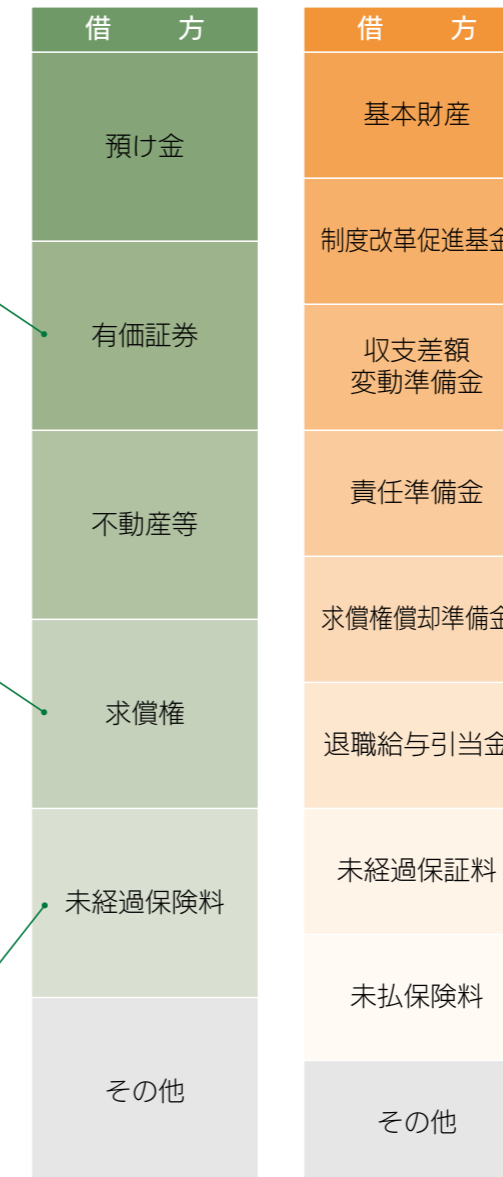 借　方
預け金
有価証券
不動産等
求償権
未経過保険料
その他
借　方
基本財産
制度改革促進基金
収支差額
変動準備金
責任準備金
求償権償却準備金
退職給与引当金
未経過保証料
未払保険料
その他